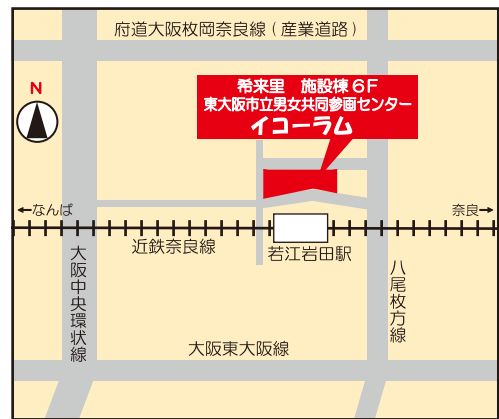 府道大阪枚岡奈良線(産業道路)
希来里 施設棟6F
東大阪市立男女共同参画センター
イコーラム
N
←なんば
奈良→
近鉄奈良線
若江岩田駅
大阪中央環状線
八尾枚方線
大阪東大阪線